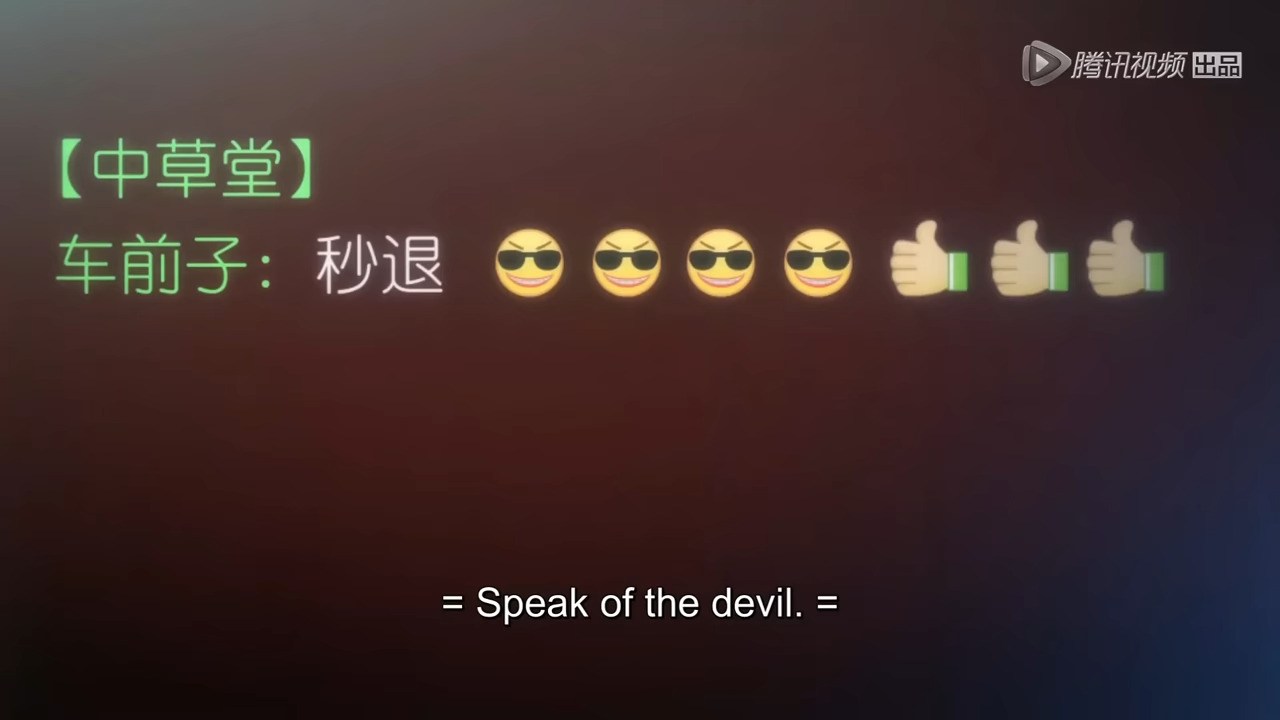 腾讯视频 出品
【中草堂】
车前子：秒退 😎😎😎😎👍👍👍
= Speak of the devil. =